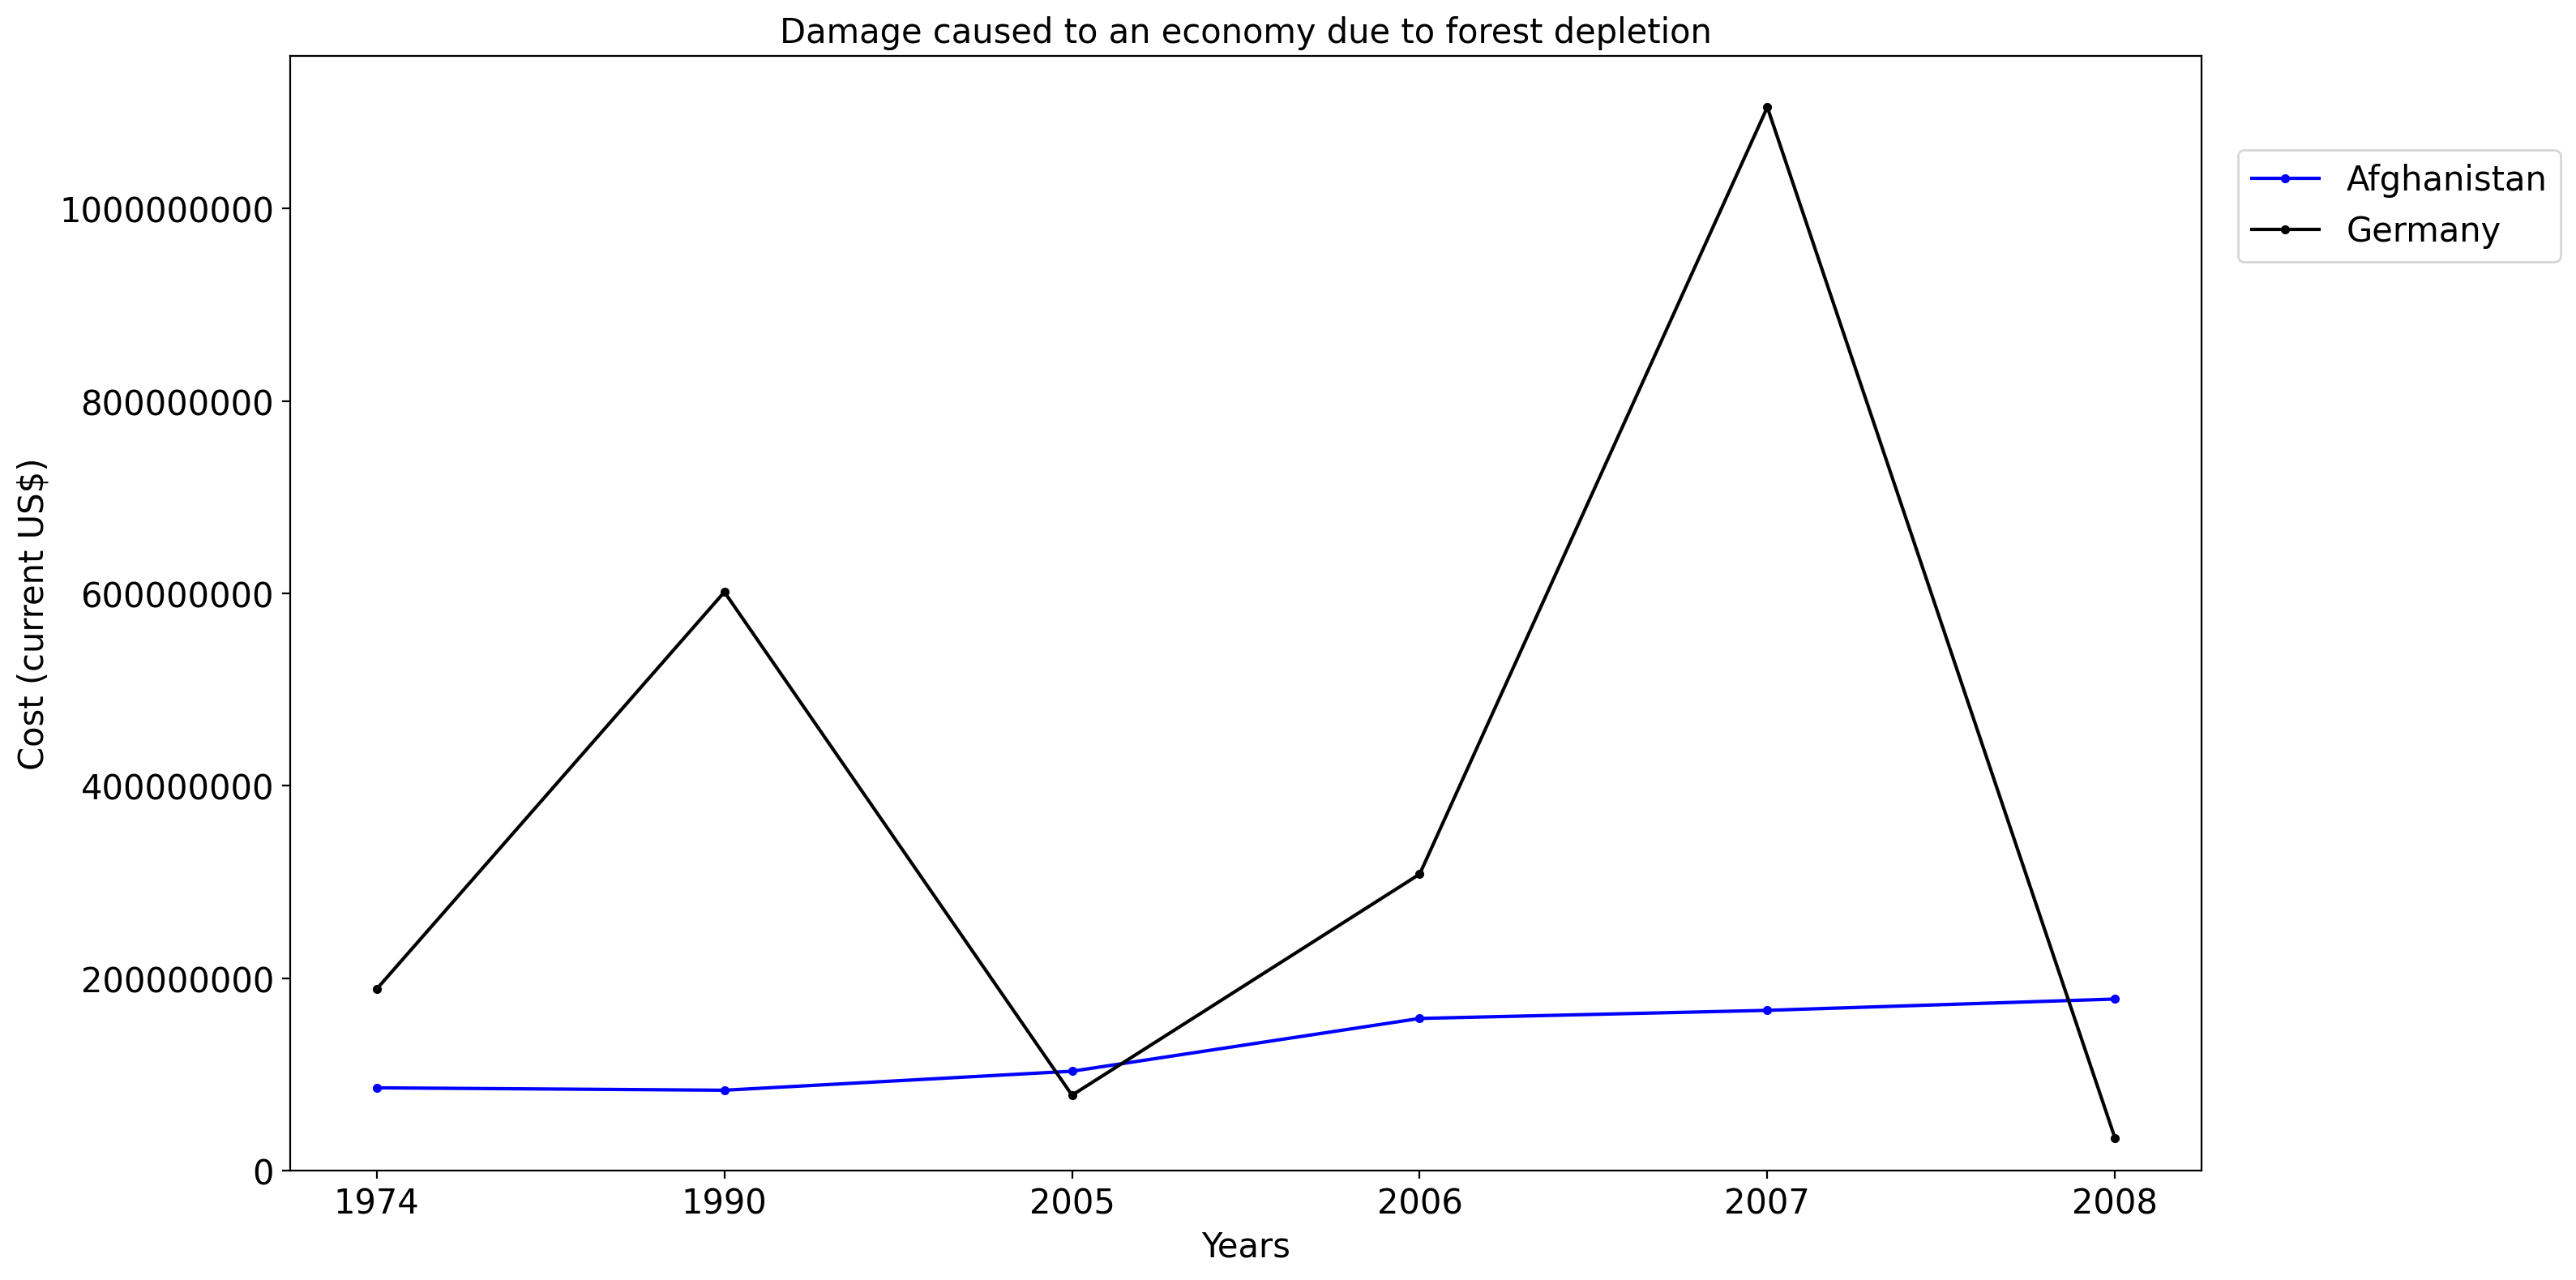 Damage caused to an economy due to forest depletion
1000000000
800000000
600000000
400000000
200000000
0
Cost (current US$)
1974 1990 2005 2006 2007 2008
Years
Afghanistan
Germany